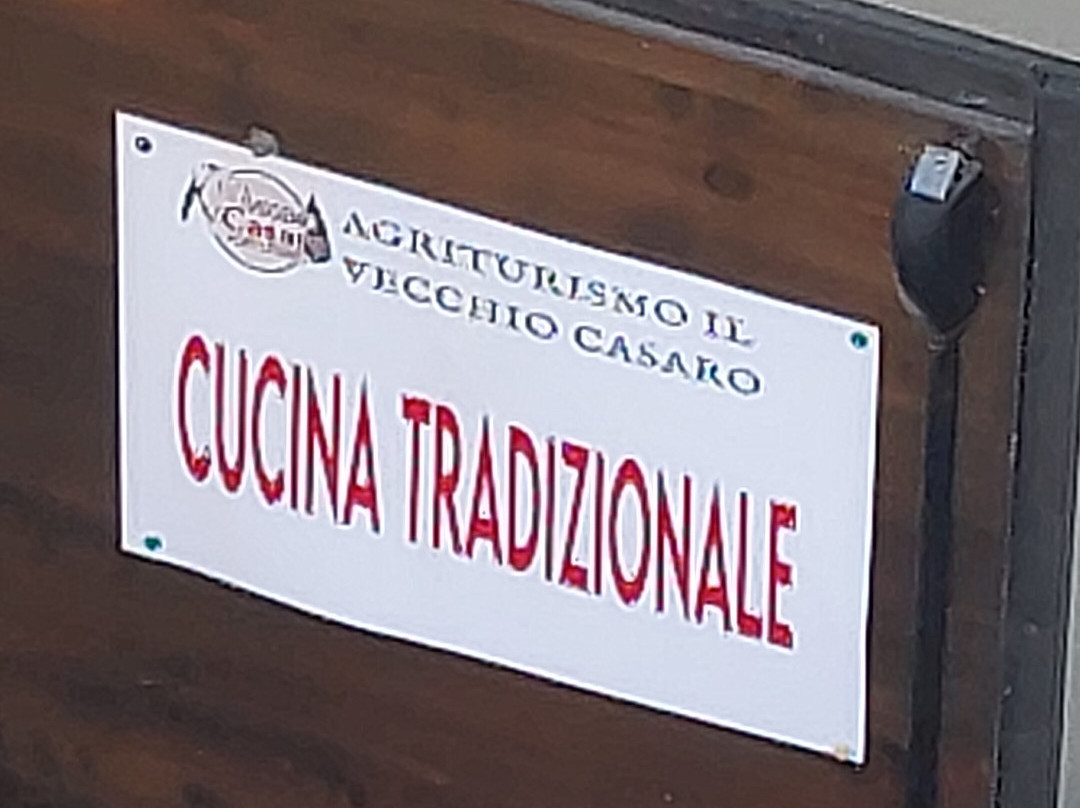 AGRITURISMO IL
VECCHIO CASARO
CUCINA TRADIZIONALE